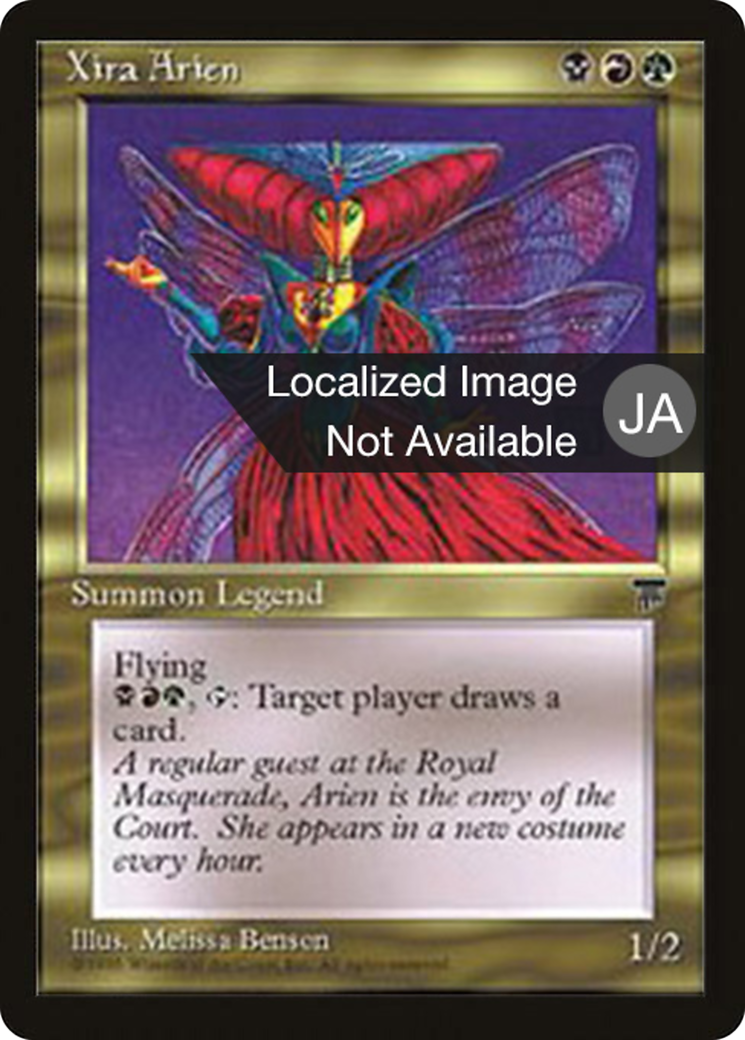 Xira Arien
Localized Image
Not Available
JA
Summon Legend
Flying
, : Target player draws a
card.
A regular guest at the Royal
Masquerade, Arien is the envy of the
Court. She appears in a new costume
every hour.
Illus. Melissa Benson
1/2